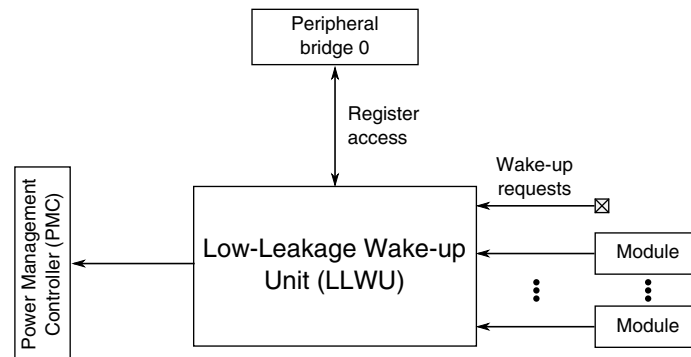 Peripheral
bridge 0
Register
access
Wake-up
requests
Power Management
Controller (PMC)
Low-Leakage Wake-up
Unit (LLWU)
Module
Module